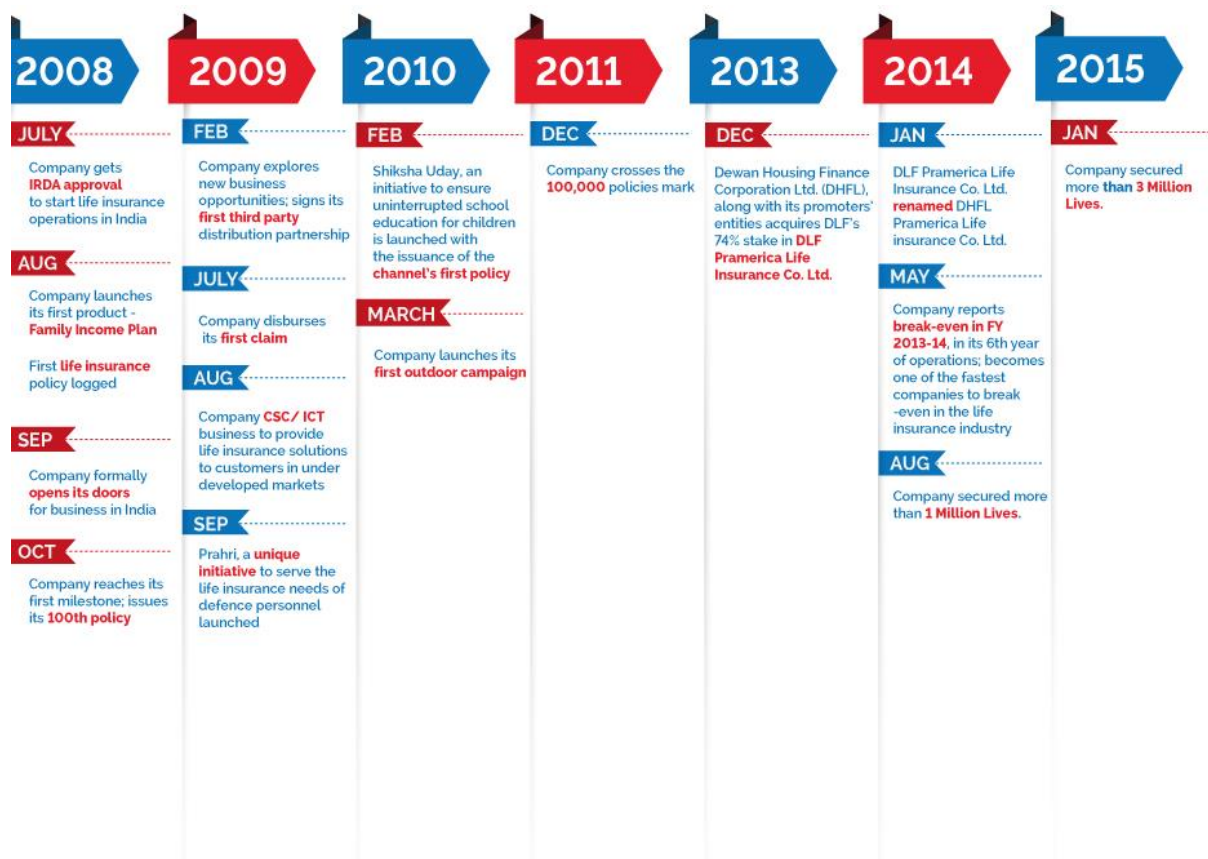 2008
JULY
Company gets
IRDA approval
to start life insurance
operations in India
AUG
Company launches
its first product -
Family Income Plan
First life insurance
policy logged
SEP
Company formally
opens its doors
for business in India
OCT
Company reaches its
first milestone; issues
its 100th policy
2009
FEB
Company explores
new business
opportunities; signs its
first third party
distribution partnership
JULY
Company disburses
its first claim
AUG
Company CSC/ ICT
business to provide
life insurance solutions
to customers in under
developed markets
SEP
Prahri, a unique
initiative to serve the
life insurance needs of
defence personnel
launched
2010
FEB
Shiksha Uday, an
initiative to ensure
uninterrupted school
education for children
is launched with
the issuance of the
channel's first policy
MARCH
Company launches its
first outdoor campaign
2011
DEC
Company crosses the
100,000 policies mark
2013
DEC
Dewan Housing Finance
Corporation Ltd. (DHFL),
along with its promoters'
entities acquires DLF's
74% stake in DLF
Pramerica Life
Insurance Co. Ltd.
2014
JAN
DLF Pramerica Life
Insurance Co. Ltd.
renamed DHFL
Pramerica Life
insurance Co. Ltd.
MAY
Company reports
break-even in FY
2013-14, in its 6th year
of operations; becomes
one of the fastest
companies to break
-even in the life
insurance industry
AUG
Company secured more
than 1 Million Lives.
2015
JAN
Company secured
more than 3 Million
Lives.